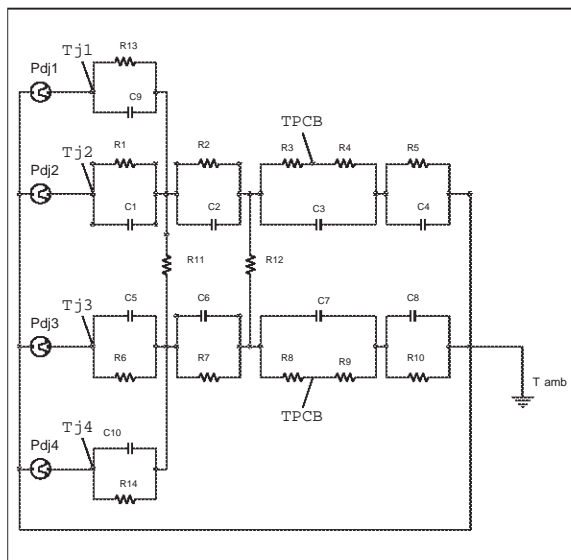 Tj1
R13
Pdj1
C9
Tj2
R1
R2
TPCB
R3
R4
R5
Pdj2
C1
C2
C3
C4
R11
R12
Tj3
C5
C6
C7
C8
Pdj3
R6
R7
R8
R9
R10
TPCB
T amb
Tj4
C10
Pdj4
R14